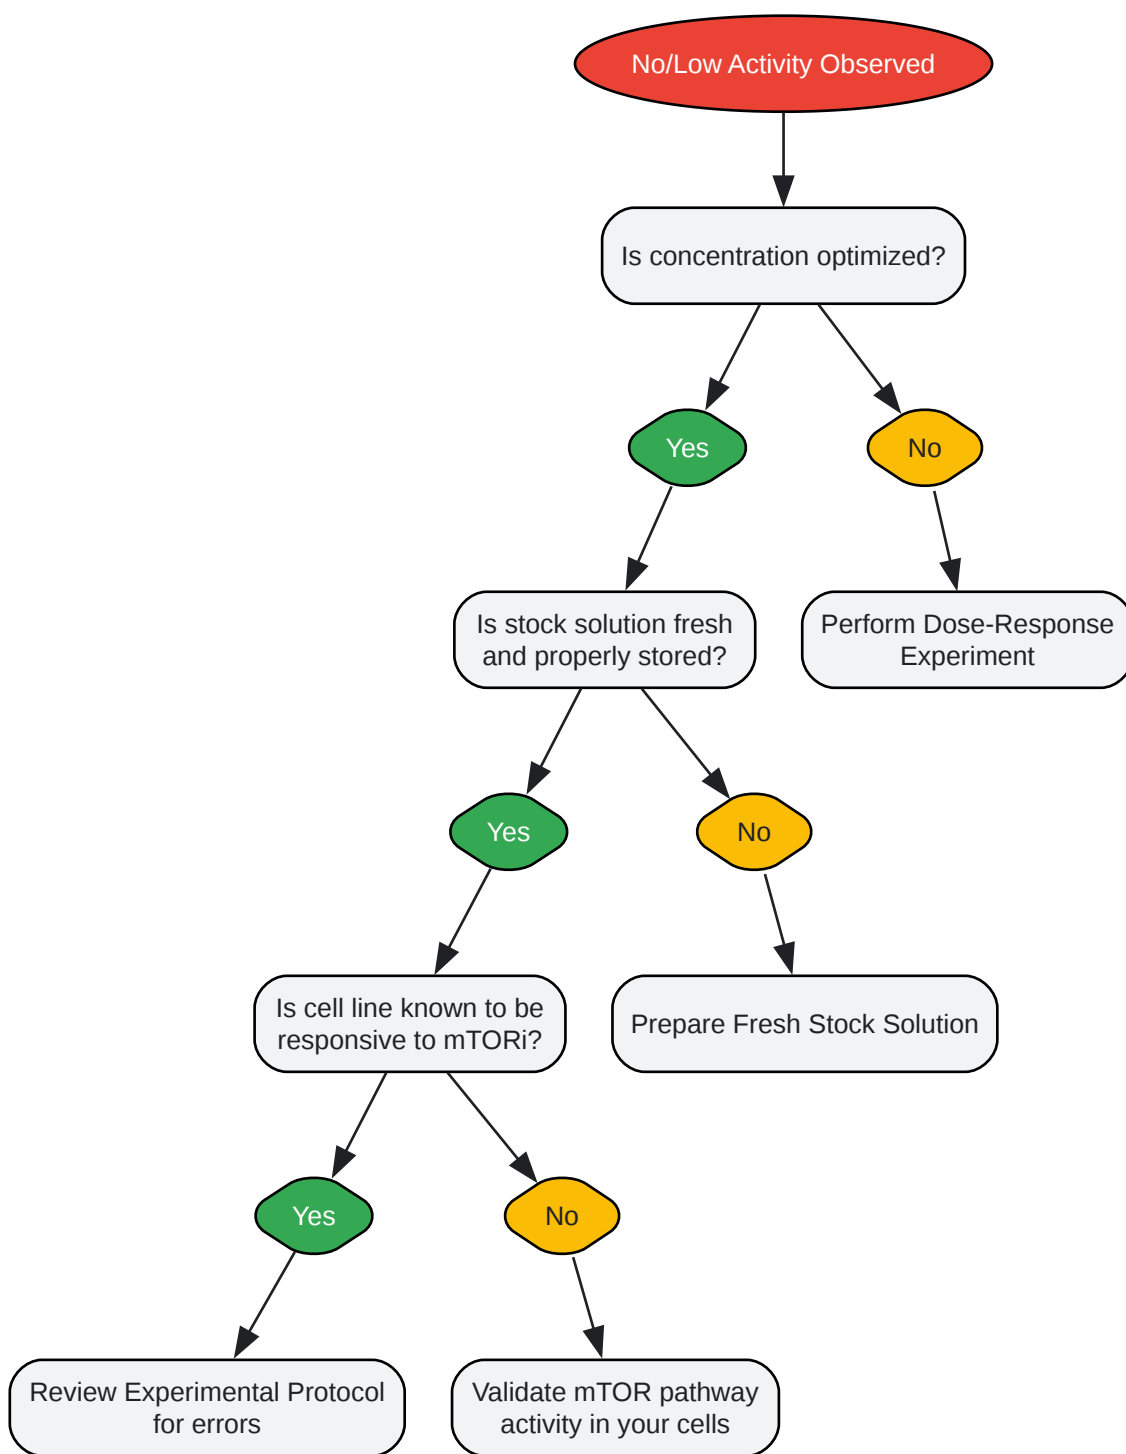 No/Low Activity Observed
Is concentration optimized?
Yes
No
Is stock solution fresh
and properly stored?
Perform Dose-Response
Experiment
Yes
No
Is cell line known to be
responsive to mTORi?
Prepare Fresh Stock Solution
Yes
No
Review Experimental Protocol
for errors
Validate mTOR pathway
activity in your cells